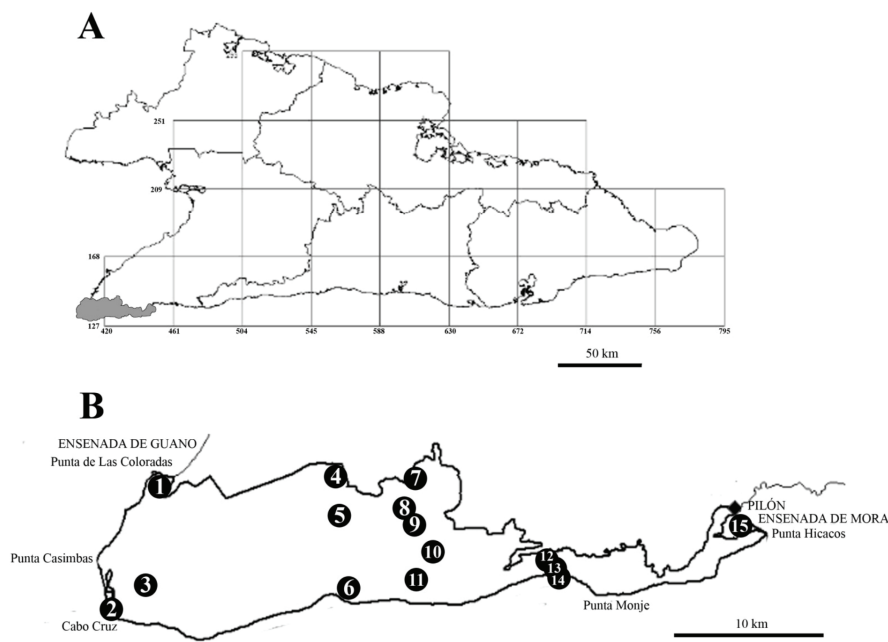 A
251
209
168
127
420 461 504 545 588 630 672 714 756 795
50 km
B
ENSENADA DE GUANO
Punta de Las Coloradas
1
4
7
8
5
9
PILÓN
ENSENADA DE MORA
15
Punta Hicacos
Punta Casimbas
10
12
13
3
11
14
6
2
Punta Monje
Cabo Cruz
10 km